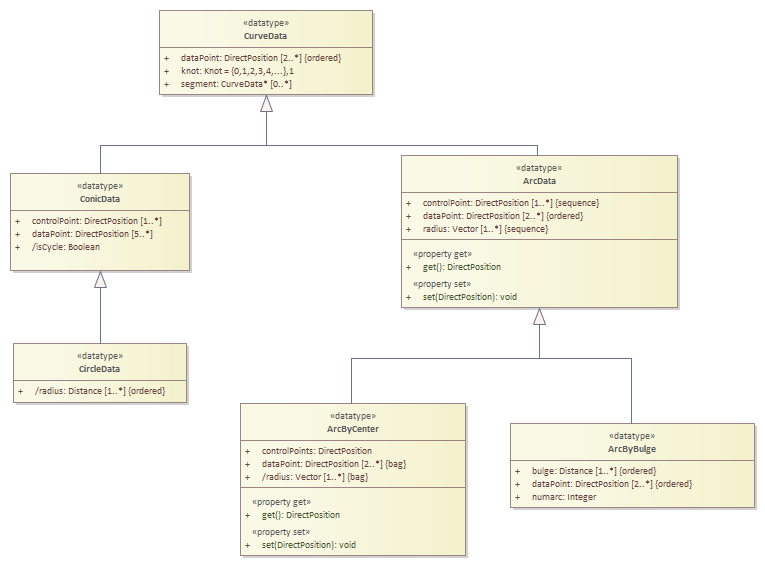 «datatype»
CurveData
+ dataPoint: DirectPosition [2..*] {ordered}
+ knot: Knot = {0,1,2,3,4,...},1
+ segment: CurveData* [0..*]
«datatype»
ConicData
+ controlPoint: DirectPosition [1..*]
+ dataPoint: DirectPosition [5..*]
+ /isCycle: Boolean
«datatype»
ArcData
+ controlPoint: DirectPosition [1..*] {sequence}
+ dataPoint: DirectPosition [2..*] {ordered}
+ radius: Vector [1..*] {sequence}
«property get»
+ get(): DirectPosition
«property set»
+ set(DirectPosition): void
«datatype»
CircleData
+ /radius: Distance [1..*] {ordered}
«datatype»
ArcByCenter
+ controlPoints: DirectPosition
+ dataPoint: DirectPosition [2..*] {bag}
+ /radius: Vector [1..*] {bag}
«property get»
+ get(): DirectPosition
«property set»
+ set(DirectPosition): void
«datatype»
ArcByBulge
+ bulge: Distance [1..*] {ordered}
+ dataPoint: DirectPosition [2..*] {ordered}
+ numarc: Integer